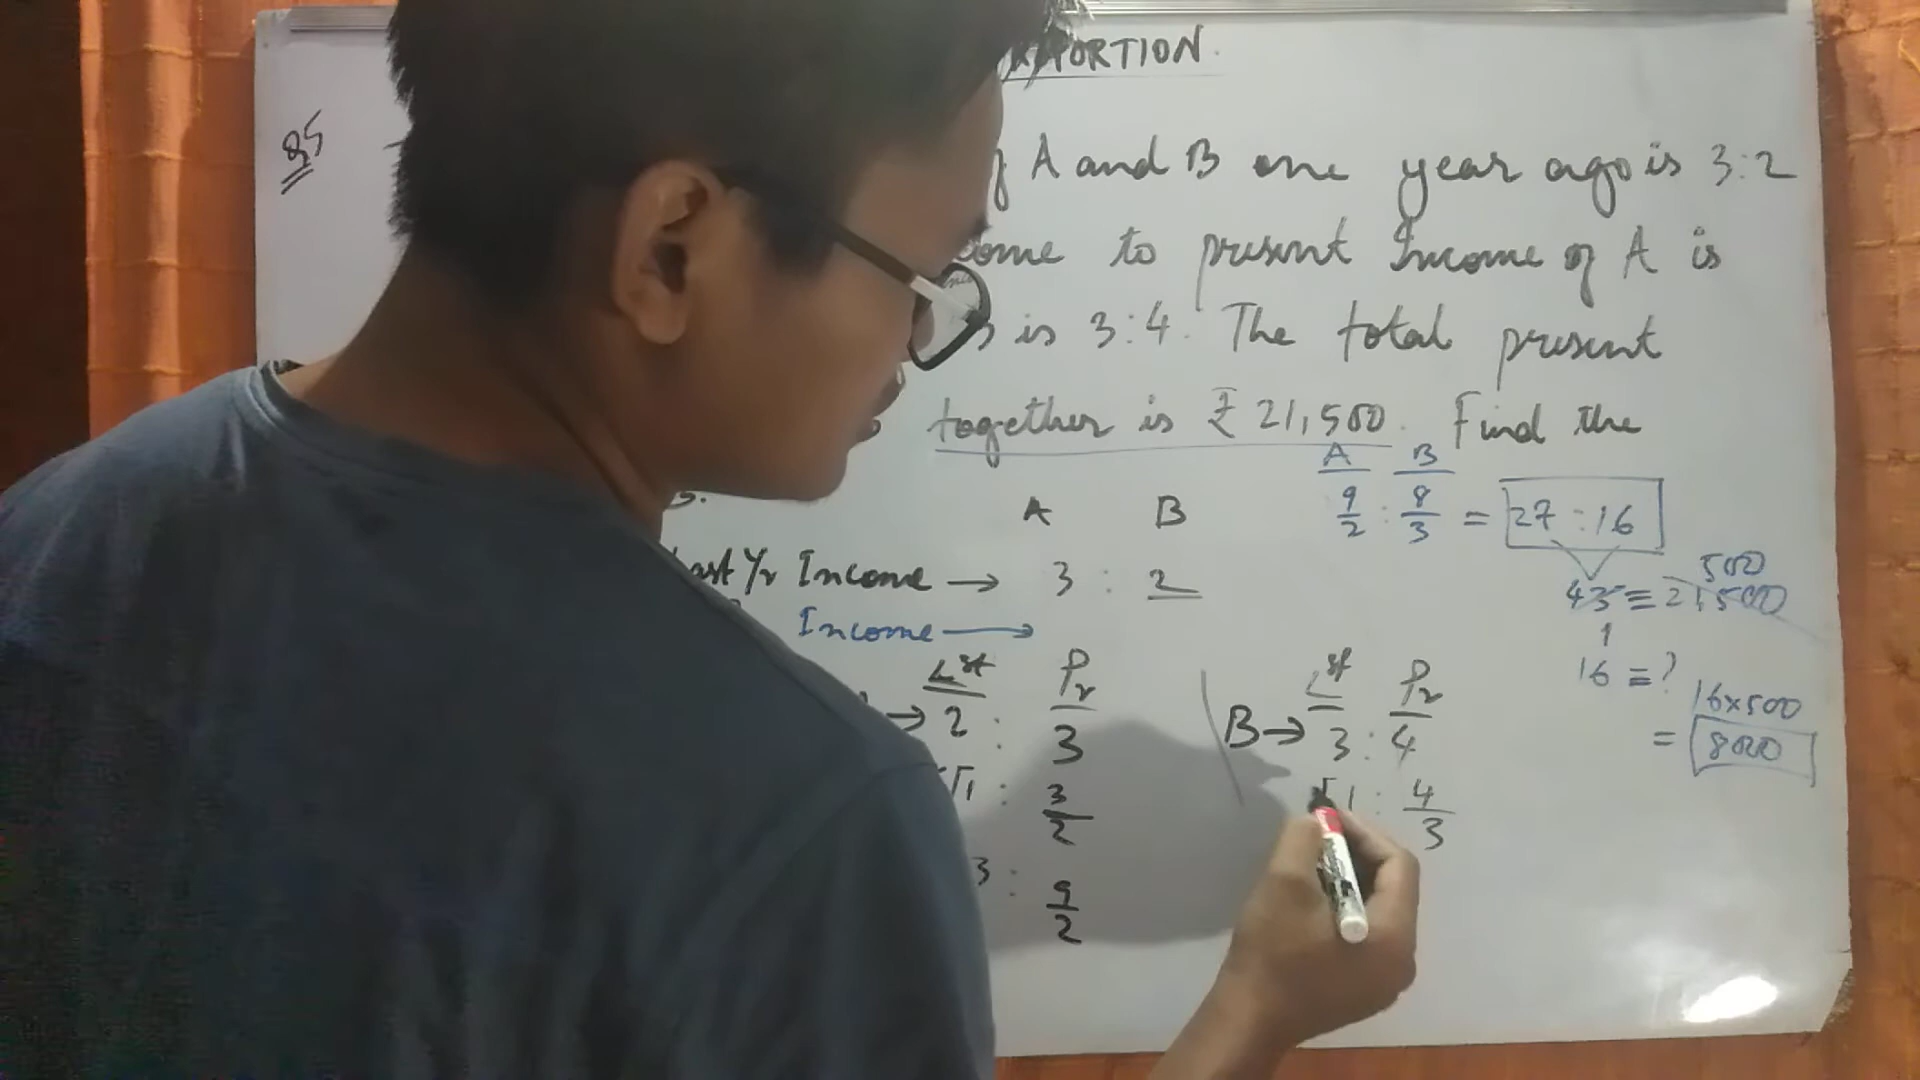 PORTION.
85
A and B one year ago is 3:2
come to present Income of A is
is 3:4. The total present
together is ₹ 21,500. Find the
A B
9/2 : 8/3 = 27 : 16
A B
ast Yr Income → 3 : 2
500
43 ≡ 21500
1
Income →
Lst Pr
→ 2 : 3
1 : 3/2
3 : 9/2
Lst Pr
B → 3 : 4
1 : 4/3
16 ≡ ?
16x500
= 8000